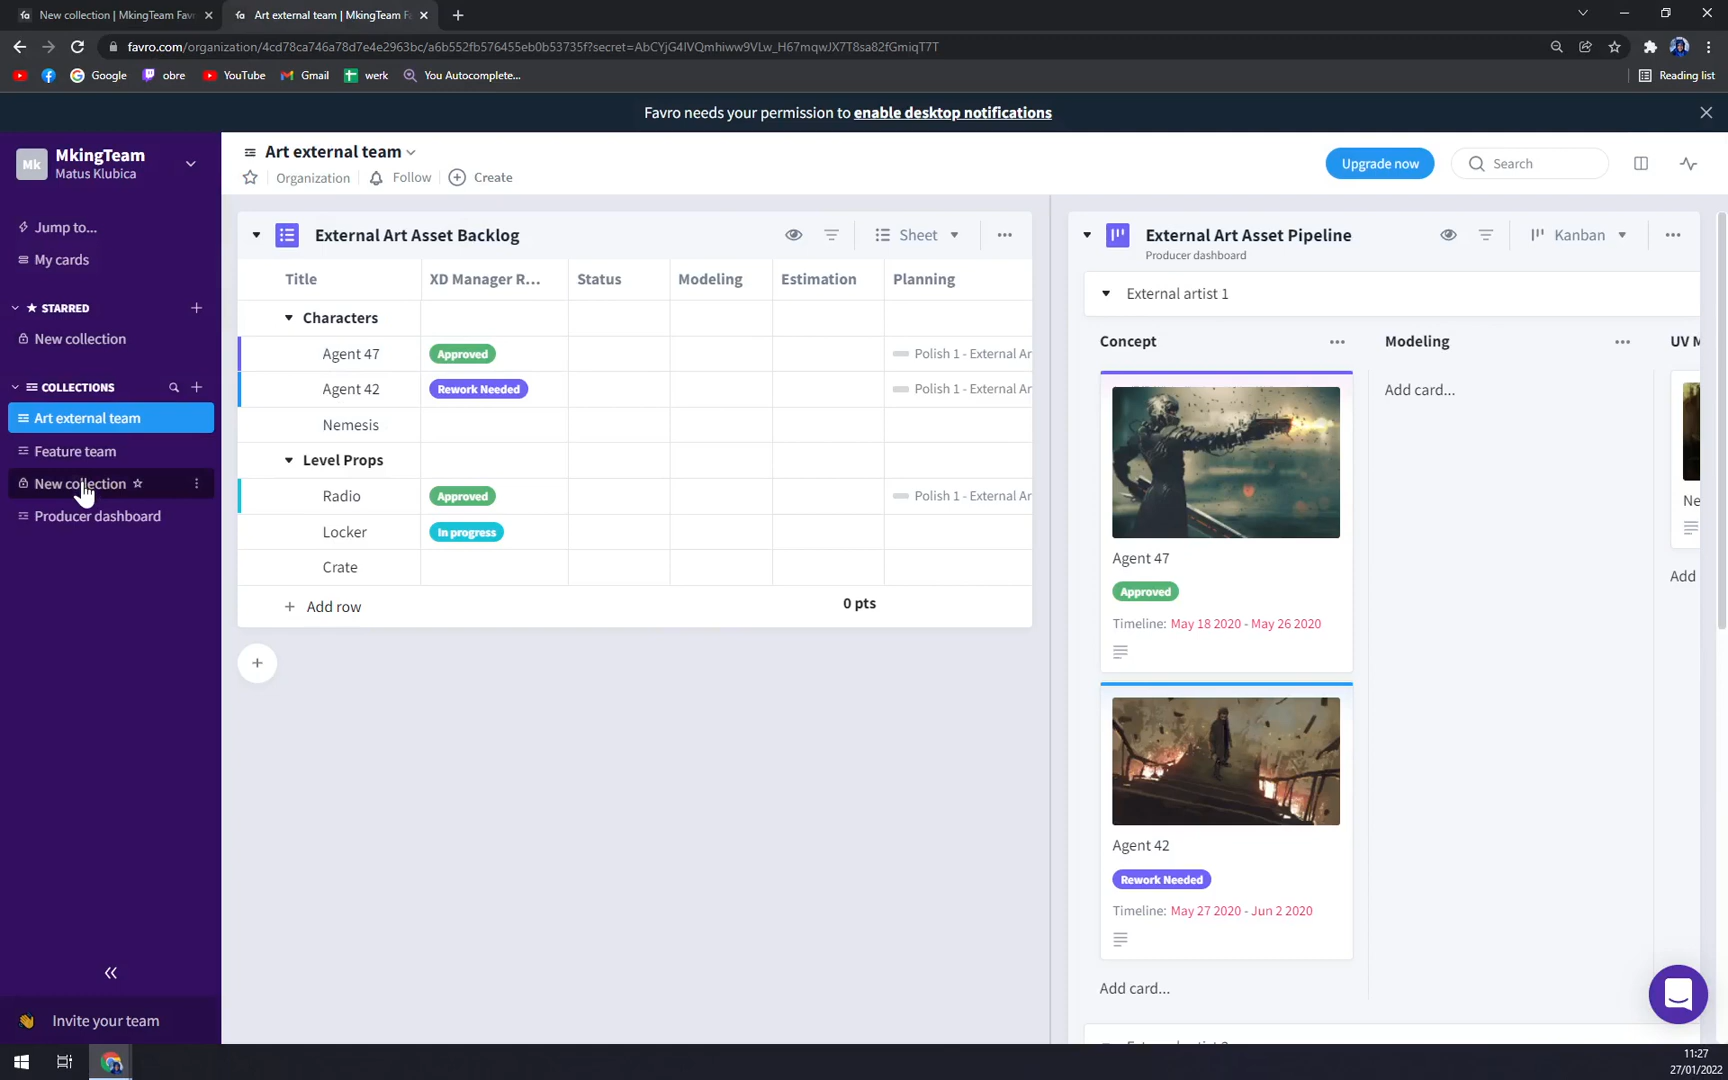 New collection | MkingTeam Favr
Art external team | MkingTeam F
favro.com/organization/4cd78ca746a78d7e4e2963bc/a6b552fb576455eb0b53735f?secret=AbCYjG4lVQmhiww9VLw_H67mqwJX7T8sa82fGmiqT7T
Google
obre
YouTube
Gmail
werk
You Autocomplete...
Reading list
Favro needs your permission to enable desktop notifications
Mk
MkingTeam
Matus Klubica
Jump to...
My cards
STARRED
New collection
COLLECTIONS
Art external team
Feature team
New collection
Producer dashboard
Invite your team
Art external team
Organization
Follow
Create
Upgrade now
Search
External Art Asset Backlog
Sheet
Title
XD Manager R...
Status
Modeling
Estimation
Planning
Characters
Agent 47
Approved
Polish 1 - External Ar
Agent 42
Rework Needed
Polish 1 - External Ar
Nemesis
Level Props
Radio
Approved
Polish 1 - External Ar
Locker
In progress
Crate
Add row
0 pts
External Art Asset Pipeline
Producer dashboard
Kanban
External artist 1
Concept
Agent 47
Approved
Timeline: May 18 2020 - May 26 2020
Agent 42
Rework Needed
Timeline: May 27 2020 - Jun 2 2020
Add card...
Modeling
Add card...
UV M
Ne
Add
11:27
27/01/2022